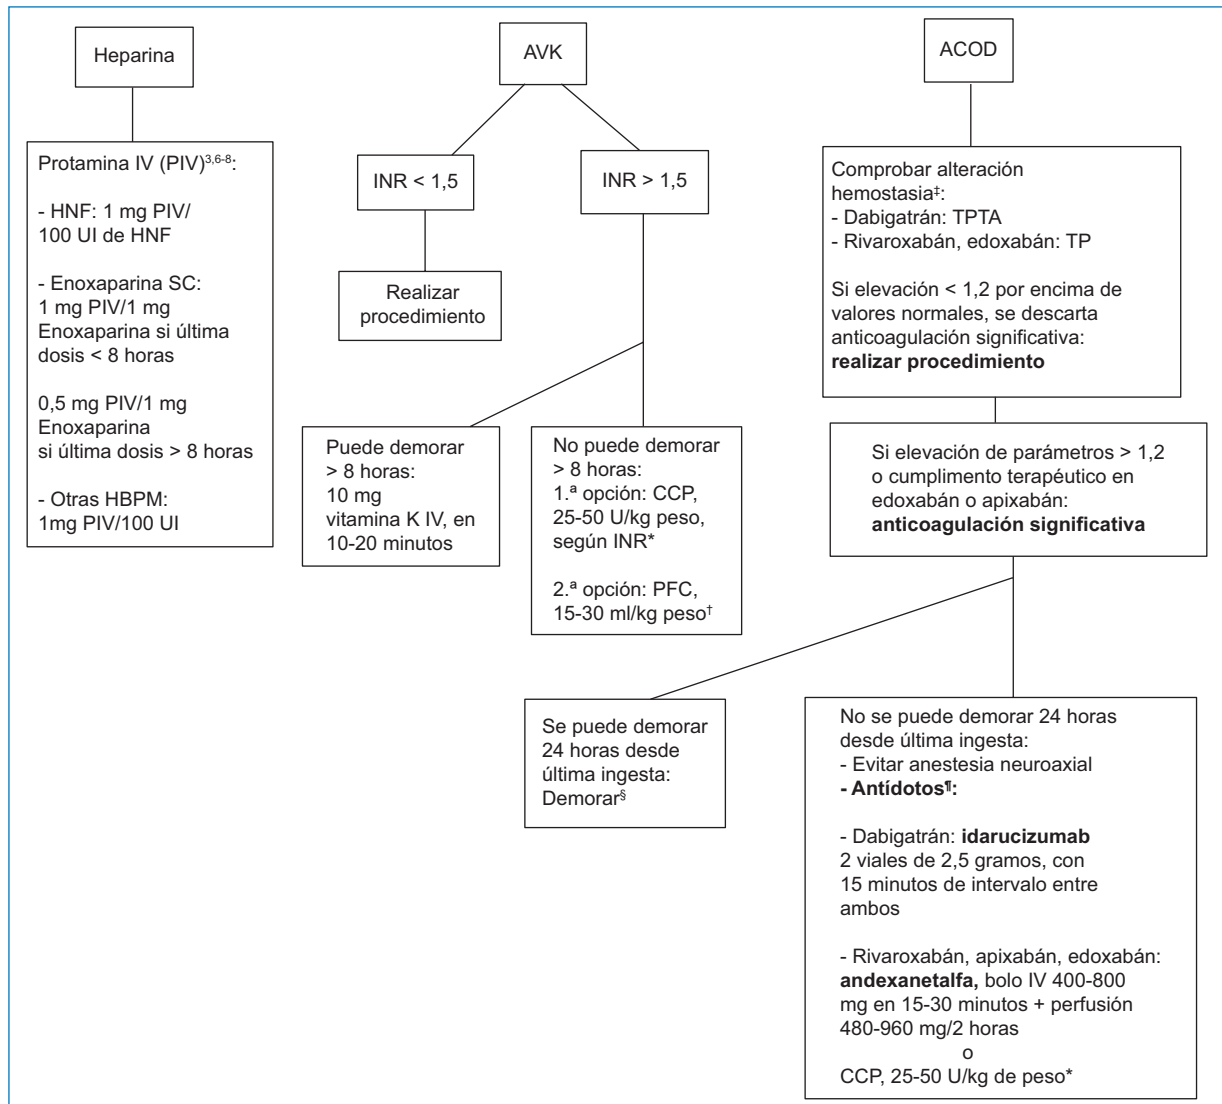 Heparina
Protamina IV (PIV)3,6-8:
- HNF: 1 mg PIV/
100 UI de HNF
- Enoxaparina SC:
1 mg PIV/1 mg
Enoxaparina si última
dosis < 8 horas
0,5 mg PIV/1 mg
Enoxaparina
si última dosis > 8 horas
- Otras HBPM:
1mg PIV/100 UI
AVK
INR < 1,5
Realizar
procedimiento
INR > 1,5
Puede demorar
> 8 horas:
10 mg
vitamina K IV, en
10-20 minutos
No puede demorar
> 8 horas:
1.ª opción: CCP,
25-50 U/kg peso,
según INR*
2.ª opción: PFC,
15-30 ml/kg peso†
ACOD
Comprobar alteración
hemostasia‡:
- Dabigatrán: TPTA
- Rivaroxabán, edoxabán: TP
Si elevación < 1,2 por encima de
valores normales, se descarta
anticoagulación significativa:
realizar procedimiento
Si elevación de parámetros > 1,2
o cumplimento terapéutico en
edoxabán o apixabán:
anticoagulación significativa
Se puede demorar
24 horas desde
última ingesta:
Demorar§
No se puede demorar 24 horas
desde última ingesta:
- Evitar anestesia neuroaxial
- Antídotos¶:
- Dabigatrán: idarucizumab
2 viales de 2,5 gramos, con
15 minutos de intervalo entre
ambos
- Rivaroxabán, apixabán, edoxabán:
andexanetalfa, bolo IV 400-800
mg en 15-30 minutos + perfusión
480-960 mg/2 horas
o
CCP, 25-50 U/kg de peso*